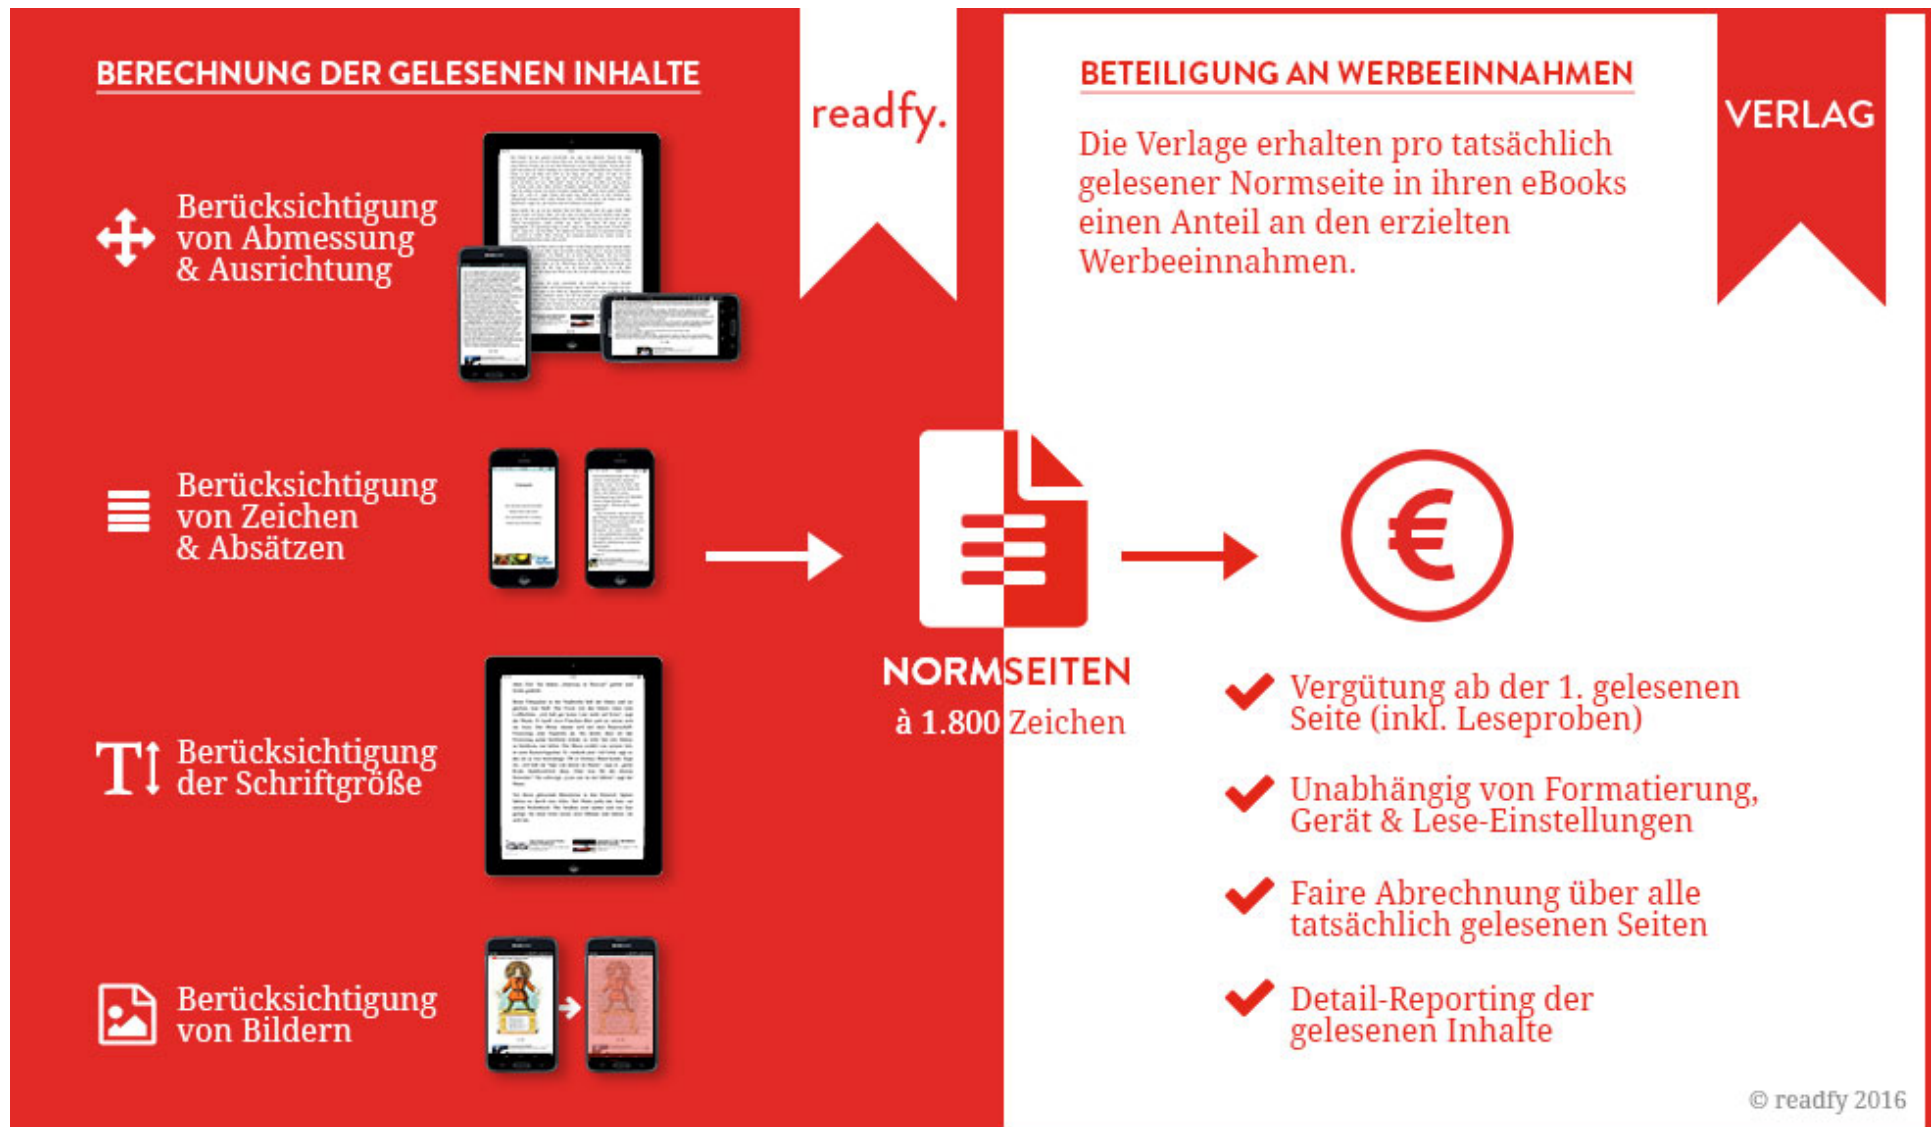 BERECHNUNG DER GELESENEN INHALTE
readfy.
Berücksichtigung
von Abmessung
& Ausrichtung
Berücksichtigung
von Zeichen
& Absätzen
Berücksichtigung
der Schriftgröße
Berücksichtigung
von Bildern
NORMSEITEN
à 1.800 Zeichen
BETEILIGUNG AN WERBEEINNAHMEN
VERLAG
Die Verlage erhalten pro tatsächlich
gelesener Normseite in ihren eBooks
einen Anteil an den erzielten
Werbeeinnahmen.
€
Vergütung ab der 1. gelesenen
Seite (inkl. Leseproben)
Unabhängig von Formatierung,
Gerät & Lese-Einstellungen
Faire Abrechnung über alle
tatsächlich gelesenen Seiten
Detail-Reporting der
gelesenen Inhalte
© readfy 2016